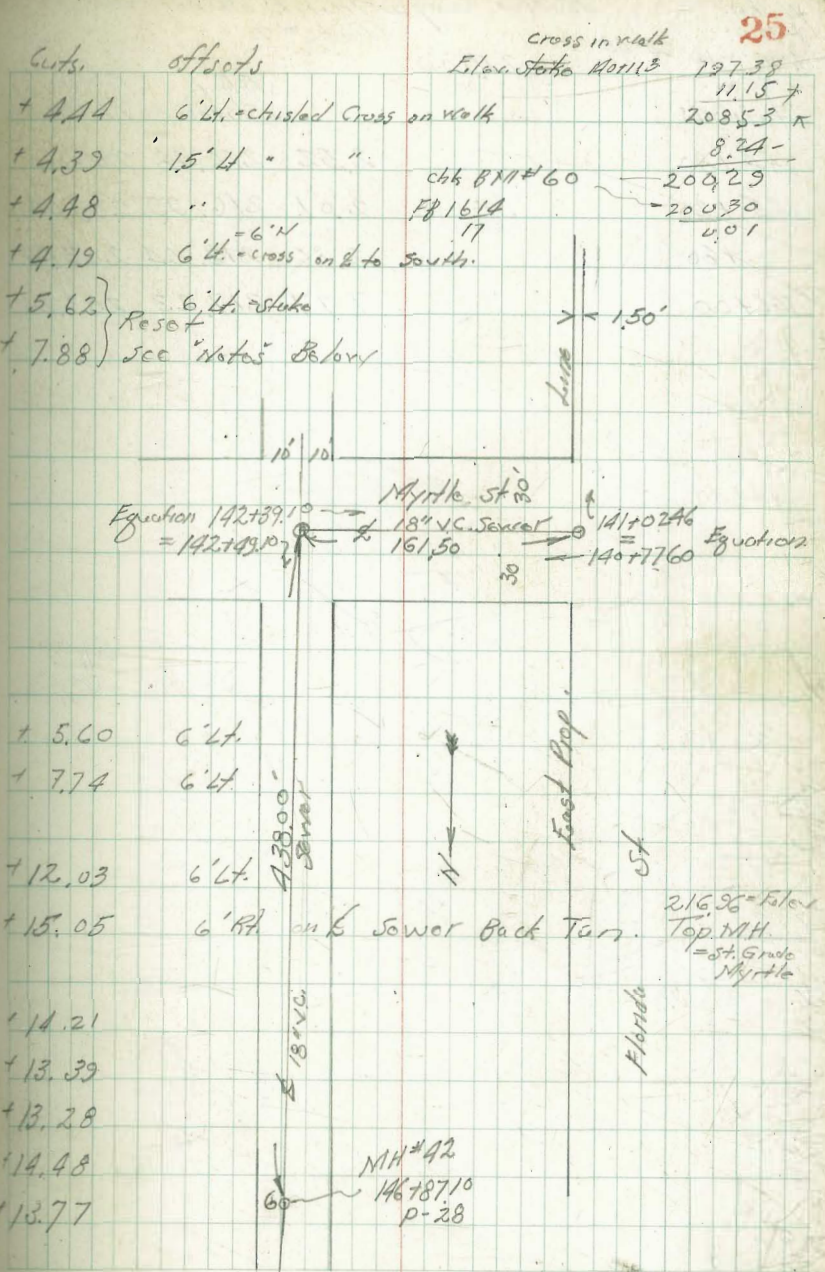 25
Cross in walk
Cuts. offsets Elev. Stake 140+11.3 197.38
11.15 +
+ 4.44 6' Lt. = chisled Cross on walk 208.53 ⊼
+ 4.39 15' Lt " " 8.24 -
chk BM #60 200.29
+ 4.48 " FB 1614 - 200.30
17 0.01
= 6' N
+ 4.19 6' Lt. = cross on ℄ to South.
+ 5.62 } 6' Lt. = stake
Reset 1.50'
+ 7.88 } see "Notes" Below
Line
10' 10'
Myrtle St 30'
Equation 142+39.10 18" V.C. Sewer 141+02.46
= 142+49.10 ℄ 161.50 = Equation
30 140+77.60
+ 5.60 6' Lt.
+ 7.74 6' Lt
438.00'
Sewer
N
East Prop.
St
+ 12.03 6' Lt.
216.96 = Elev
+ 15.05 6' Rt. on ℄ Sewer Back Tan. Top. MH.
= St. Grade
Myrtle
Florida
+ 14.21
℄ 18" V.C.
+ 13.39
+ 13.28
+ 14.48 MH #42
146+87.10
+ 13.77 P-28